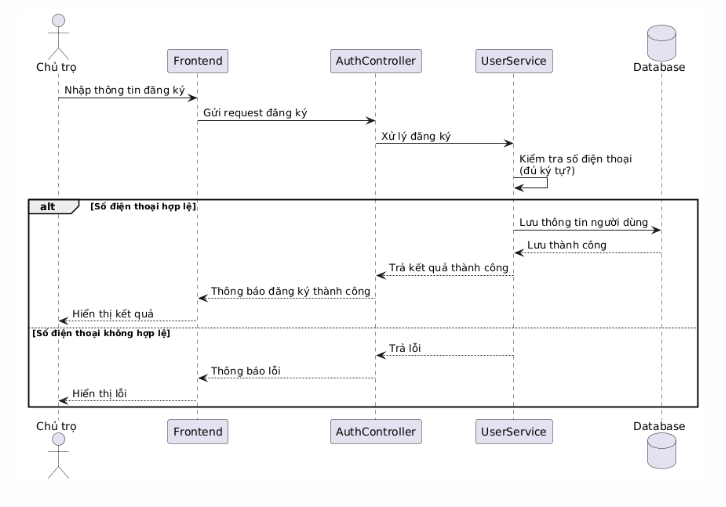 Chủ trợ
Frontend
AuthController
UserService
Database
Nhập thông tin đăng ký
Gửi request đăng ký
Xử lý đăng ký
Kiểm tra số điện thoại
(đủ ký tự?)
alt
[Số điện thoại hợp lệ]
Lưu thông tin người dùng
Lưu thành công
Trả kết quả thành công
Thông báo đăng ký thành công
Hiển thị kết quả
[Số điện thoại không hợp lệ]
Trả lỗi
Thông báo lỗi
Hiển thị lỗi
Chủ trợ
Frontend
AuthController
UserService
Database